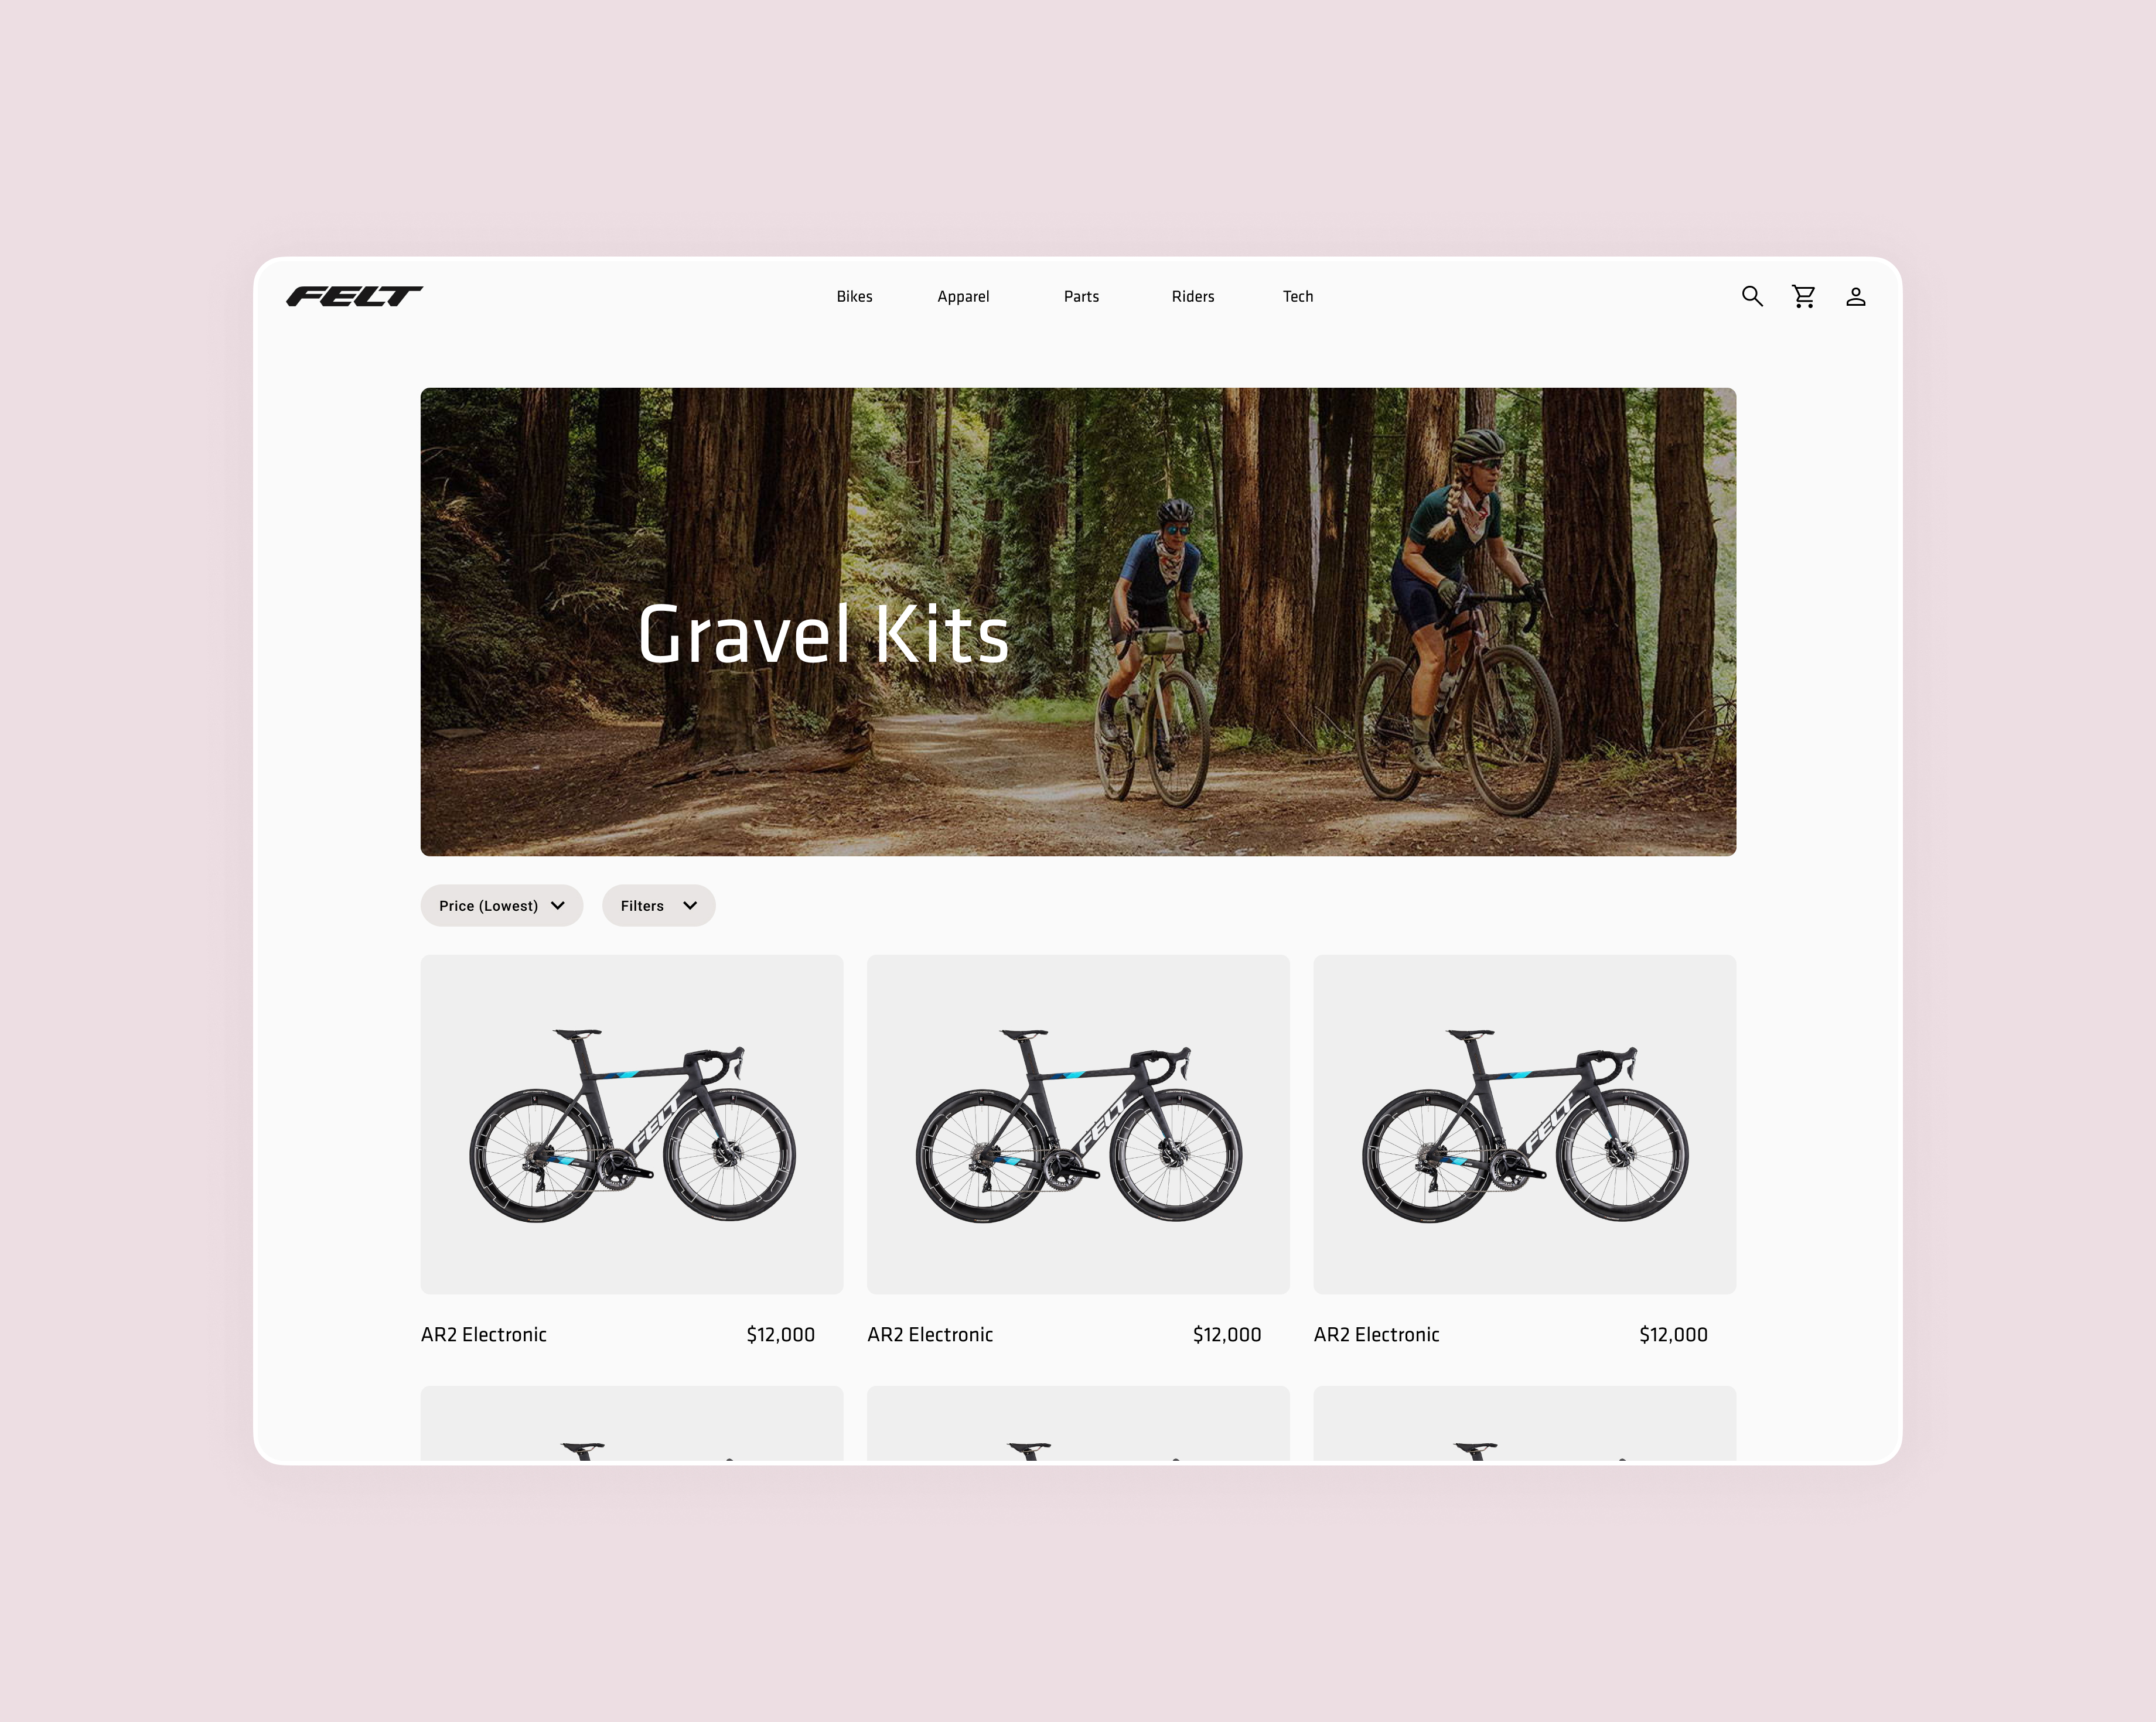 FELT
Bikes Apparel Parts Riders Tech
Gravel Kits
Price (Lowest) Filters
FELT FELT FELT
AR2 Electronic $12,000 AR2 Electronic $12,000 AR2 Electronic $12,000